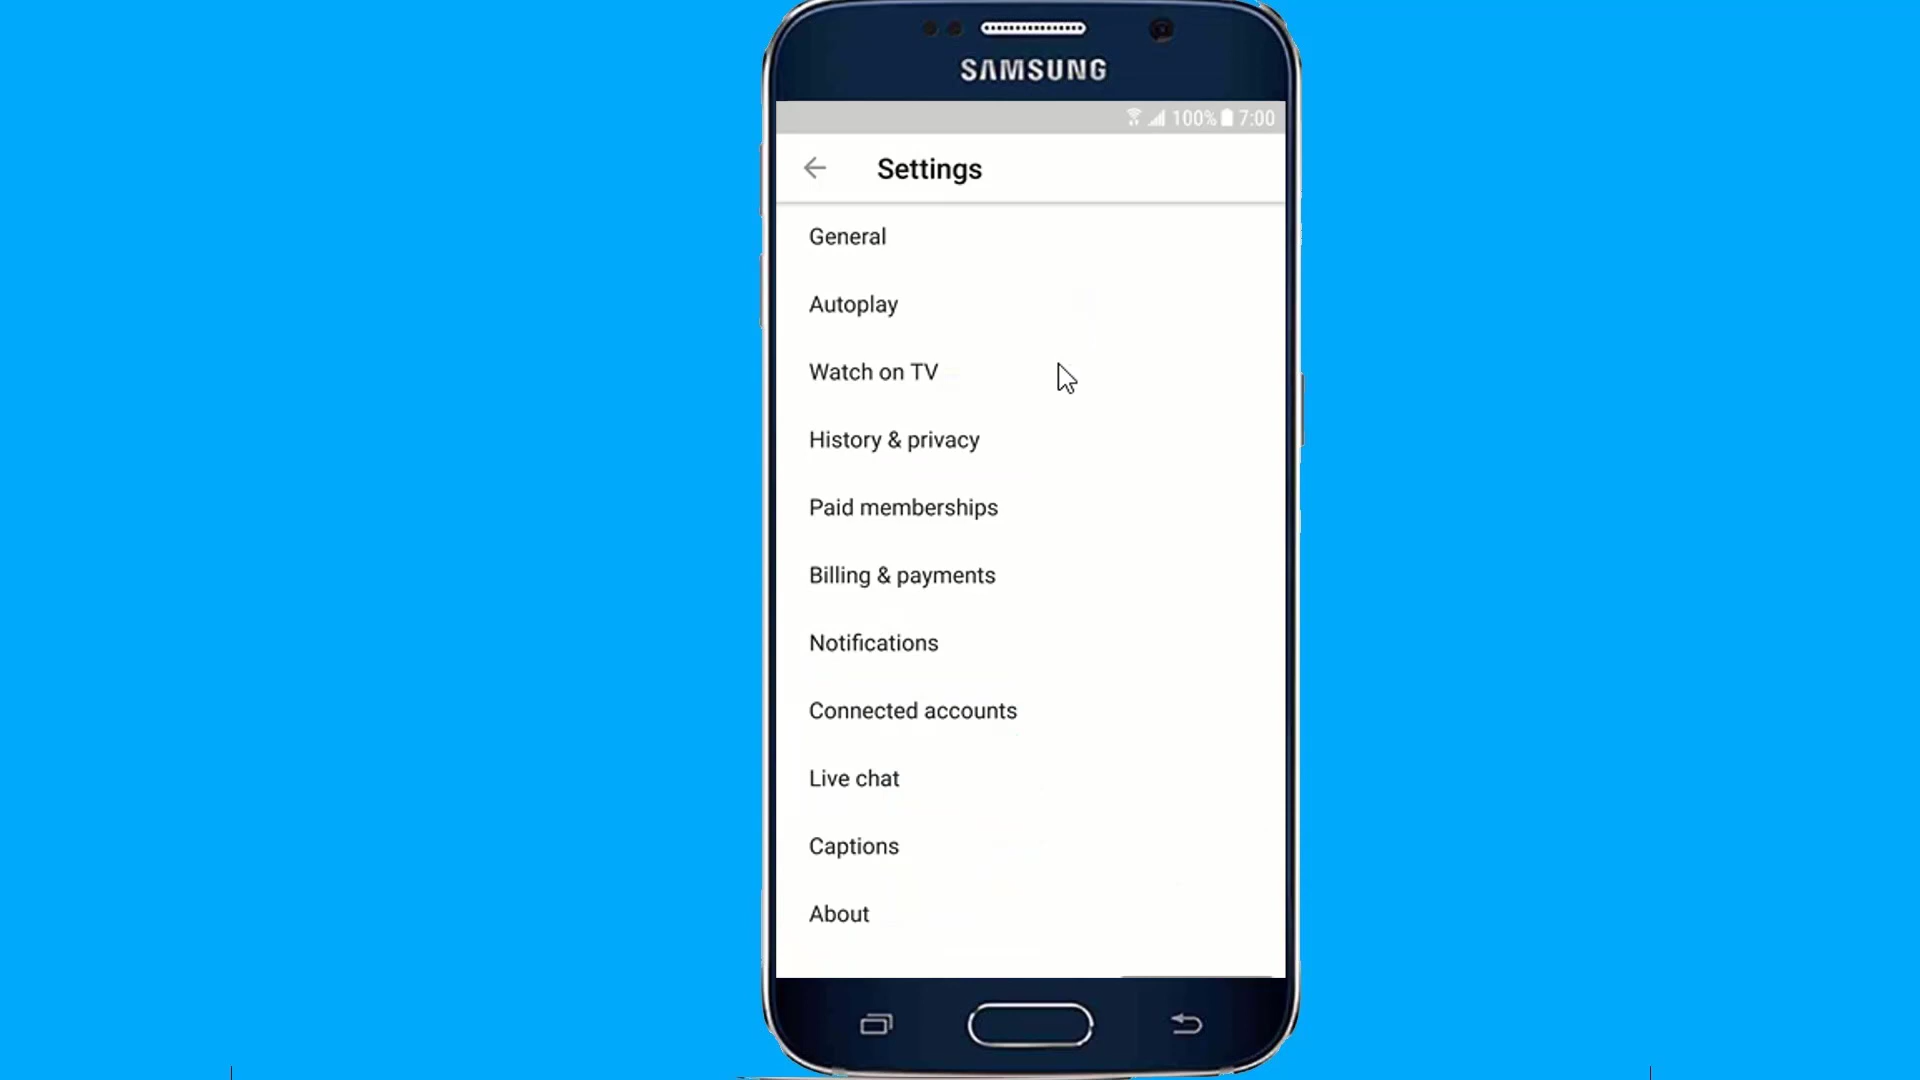 SAMSUNG
100% 7:00
Settings
General
Autoplay
Watch on TV
History & privacy
Paid memberships
Billing & payments
Notifications
Connected accounts
Live chat
Captions
About